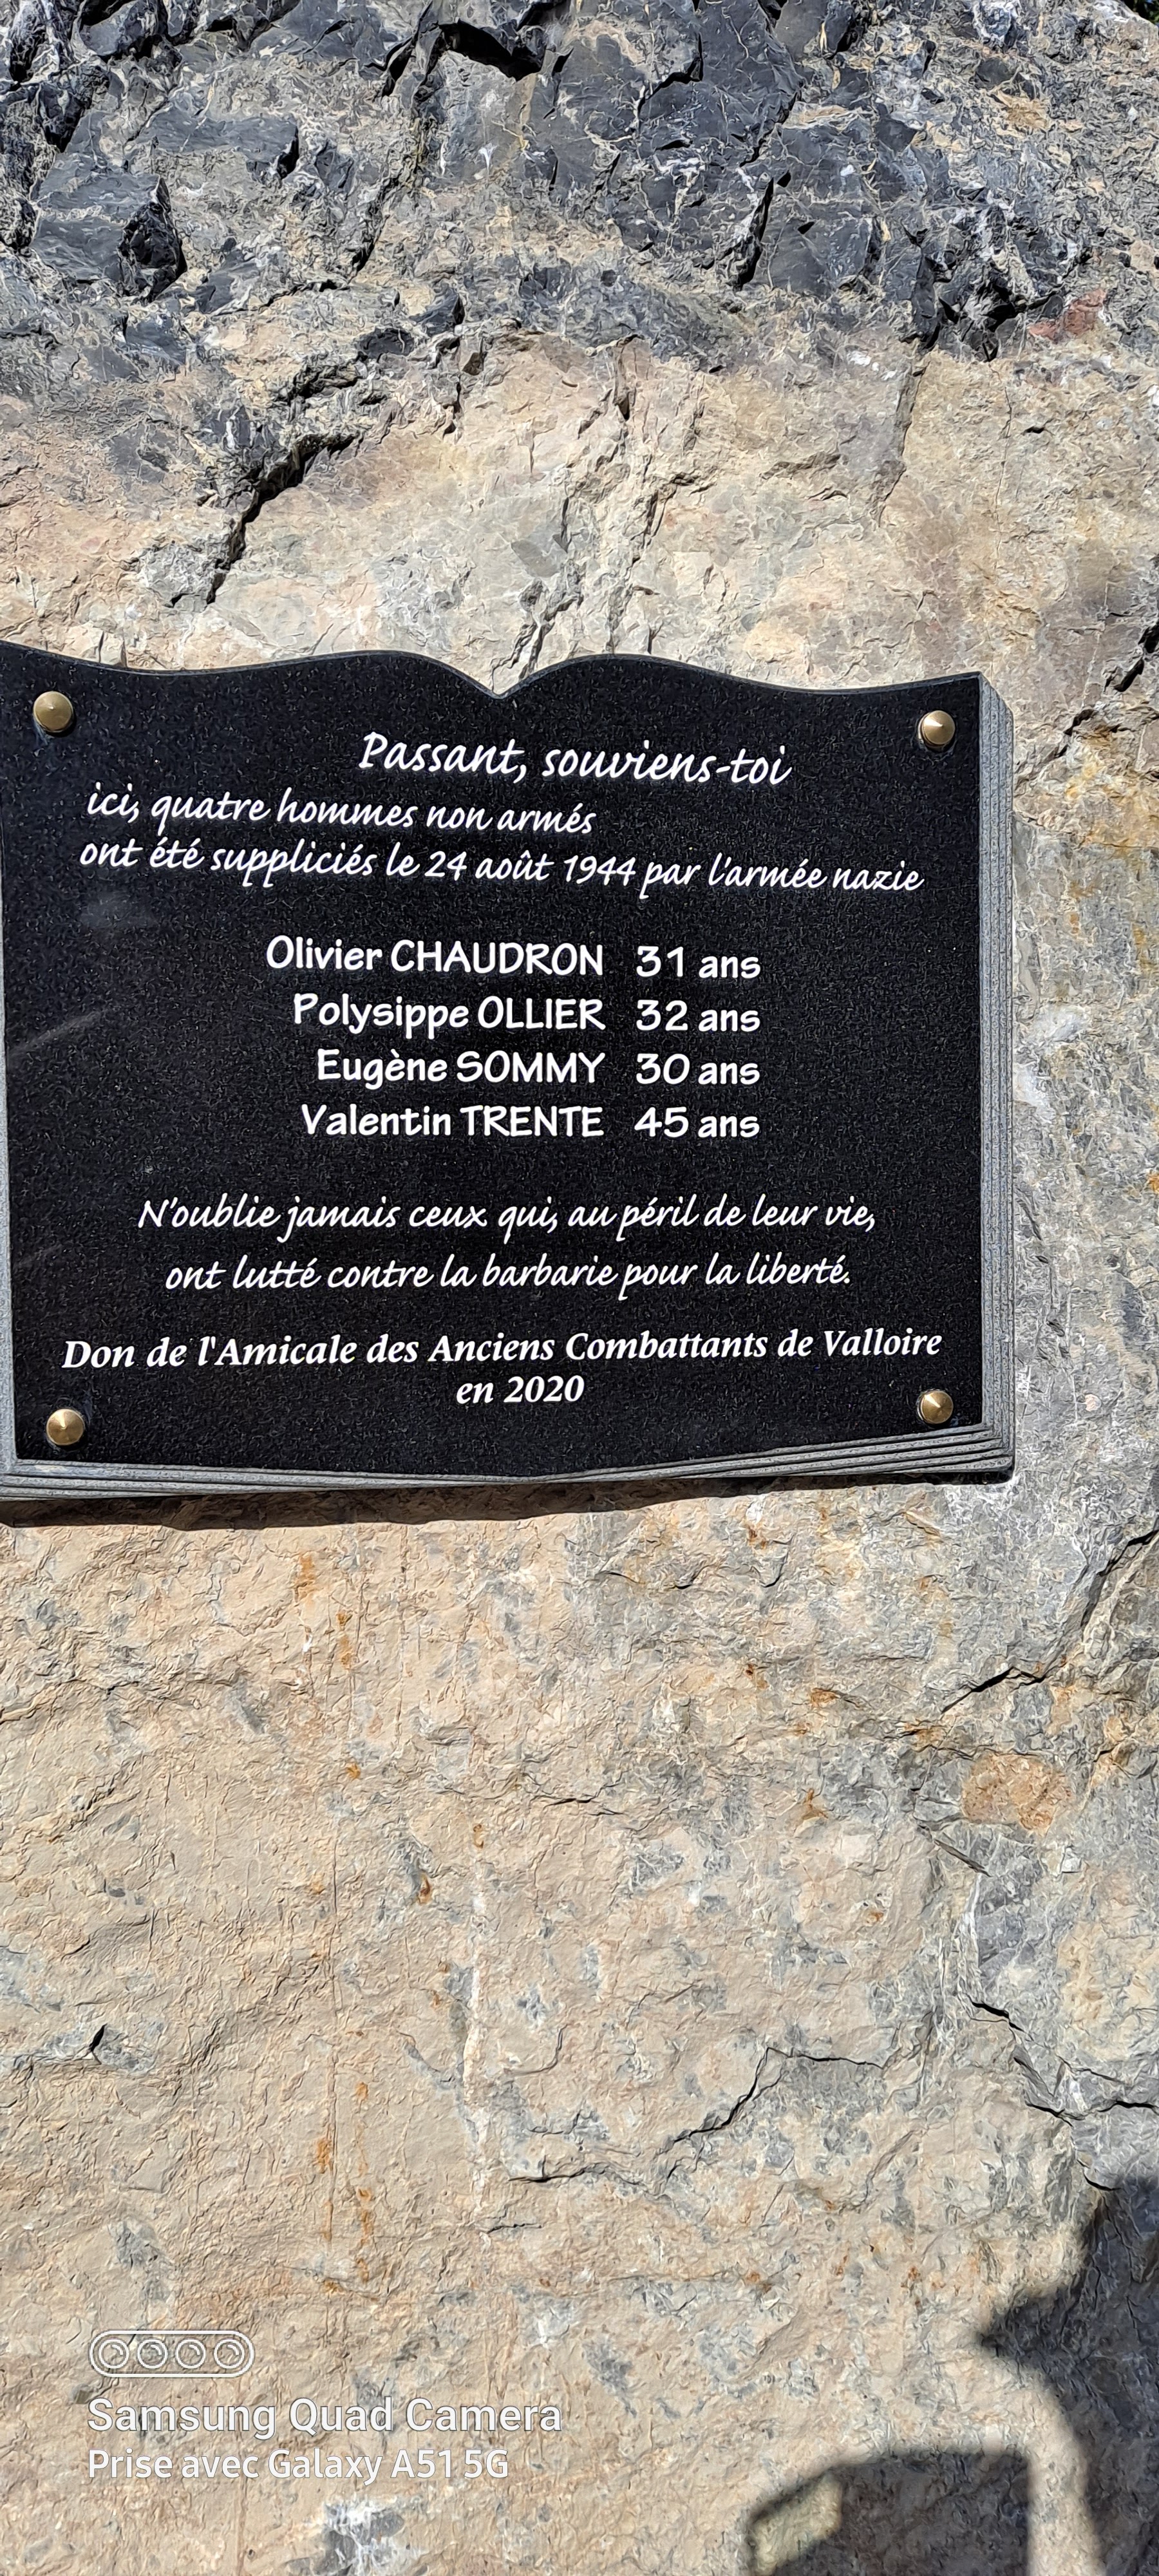 Passant, souviens-toi
ici, quatre hommes non armés
ont été suppliciés le 24 août 1944 par l'armée nazie
Olivier CHAUDRON 31 ans
Polysippe OLLIER 32 ans
Eugène SOMMY 30 ans
Valentin TRENTE 45 ans
N'oublie jamais ceux qui, au péril de leur vie,
ont lutté contre la barbarie pour la liberté.
Don de l'Amicale des Anciens Combattants de Valloire
en 2020
Samsung Quad Camera
Prise avec Galaxy A51 5G